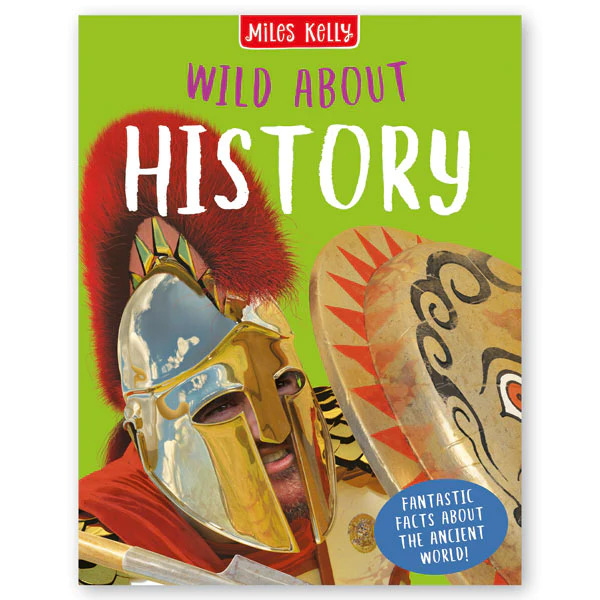 Miles Kelly
WILD ABOUT
HISTORY
FANTASTIC
FACTS ABOUT
THE ANCIENT
WORLD!